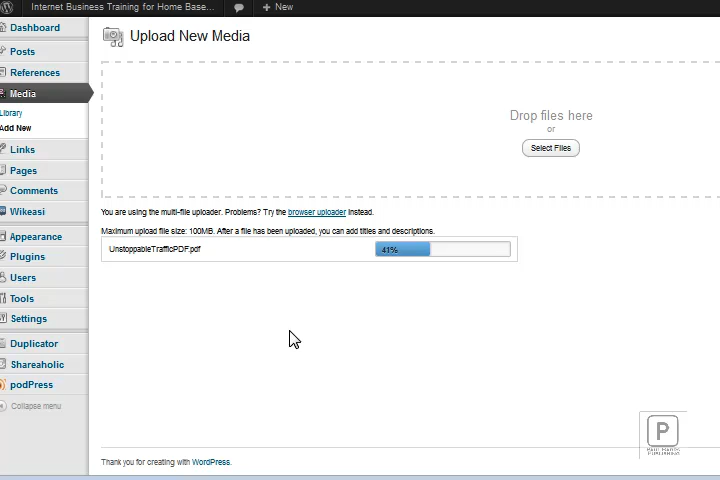 Internet Business Training for Home Base... + New
Dashboard
Upload New Media
Posts
References
Media
Library
Add New
Links
Pages
Comments
Wikeasi
Appearance
Plugins
Users
Tools
Settings
Duplicator
Shareaholic
podPress
Collapse menu
Drop files here
or
Select Files
You are using the multi-file uploader. Problems? Try the browser uploader instead.
Maximum upload file size: 100MB. After a file has been uploaded, you can add titles and descriptions.
UnstoppableTrafficPDF.pdf 41%
P
Thank you for creating with WordPress.